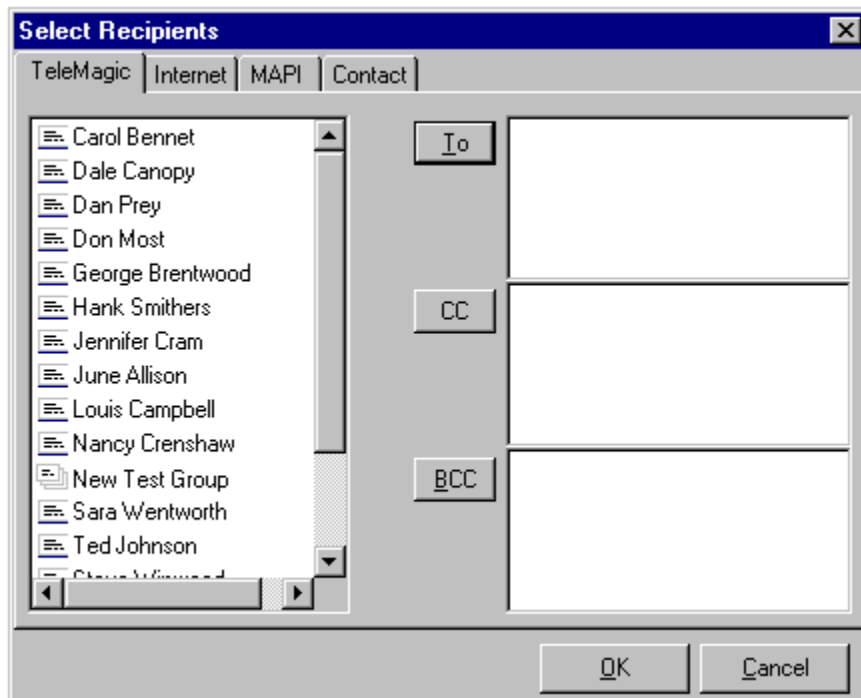 Select Recipients
TeleMagic Internet MAPI Contact
Carol Bennet
Dale Canopy
Dan Prey
Don Most
George Brentwood
Hank Smithers
Jennifer Cram
June Allison
Louis Campbell
Nancy Crenshaw
New Test Group
Sara Wentworth
Ted Johnson
To
CC
BCC
OK Cancel